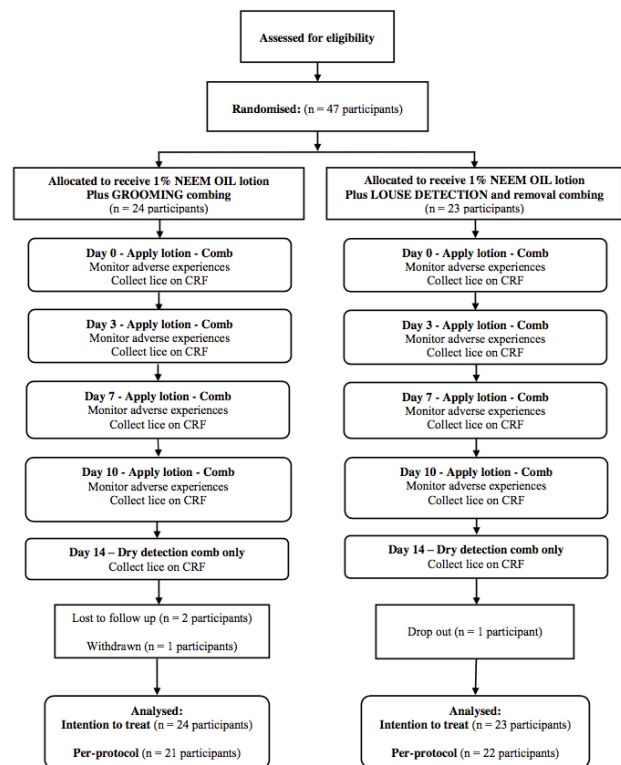 Assessed for eligibility
Randomised: (n = 47 participants)
Allocated to receive 1% NEEM OIL lotion
Plus GROOMING combing
(n = 24 participants)
Allocated to receive 1% NEEM OIL lotion
Plus LOUSE DETECTION and removal combing
(n = 23 participants)
Day 0 - Apply lotion - Comb
Monitor adverse experiences
Collect lice on CRF
Day 0 - Apply lotion - Comb
Monitor adverse experiences
Collect lice on CRF
Day 3 - Apply lotion - Comb
Monitor adverse experiences
Collect lice on CRF
Day 3 - Apply lotion - Comb
Monitor adverse experiences
Collect lice on CRF
Day 7 - Apply lotion - Comb
Monitor adverse experiences
Collect lice on CRF
Day 7 - Apply lotion - Comb
Monitor adverse experiences
Collect lice on CRF
Day 10 - Apply lotion - Comb
Monitor adverse experiences
Collect lice on CRF
Day 10 - Apply lotion - Comb
Monitor adverse experiences
Collect lice on CRF
Day 14 – Dry detection comb only
Collect lice on CRF
Day 14 – Dry detection comb only
Collect lice on CRF
Lost to follow up (n = 2 participants)
Withdrawn (n = 1 participants)
Drop out (n = 1 participant)
Analysed:
Intention to treat (n = 24 participants)
Per-protocol (n = 21 participants)
Analysed:
Intention to treat (n = 23 participants)
Per-protocol (n = 22 participants)